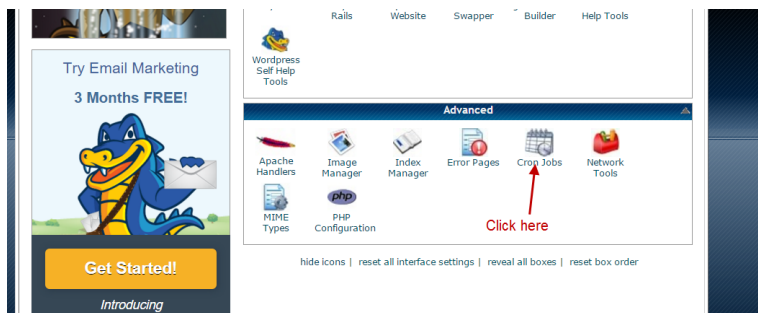 Rails
Website
Swapper
Builder
Help Tools
Wordpress
Self Help
Tools
Try Email Marketing
3 Months FREE!
Get Started!
Introducing
Advanced
Apache
Handlers
Image
Manager
Index
Manager
Error Pages
Cron Jobs
Network
Tools
MIME
Types
php
PHP
Configuration
Click here
hide icons | reset all interface settings | reveal all boxes | reset box order